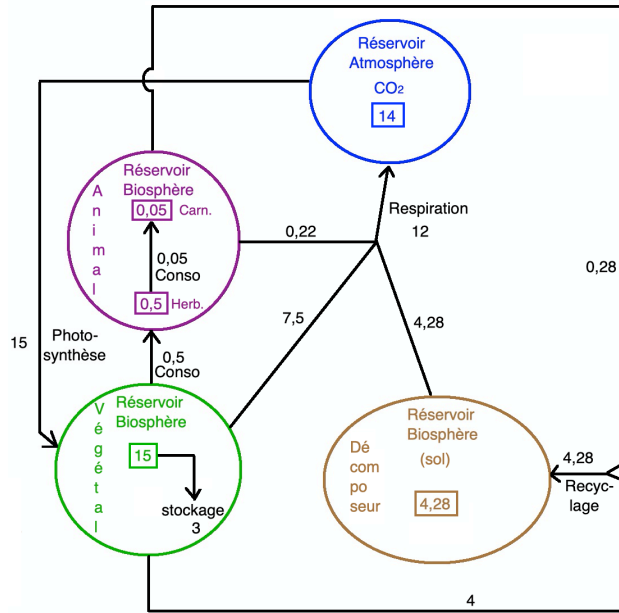 Réservoir
Atmosphère
CO2
14
Animal
Réservoir
Biosphère
0,05 Carn.
0,05
Conso
0,5 Herb.
0,22
Respiration
12
0,28
15
Photo-
synthèse
0,5
Conso
7,5
4,28
Végétal
Réservoir
Biosphère
15
stockage
3
Réservoir
Biosphère
(sol)
Dé
com
po
seur
4,28
4,28
Recyc-
lage
4